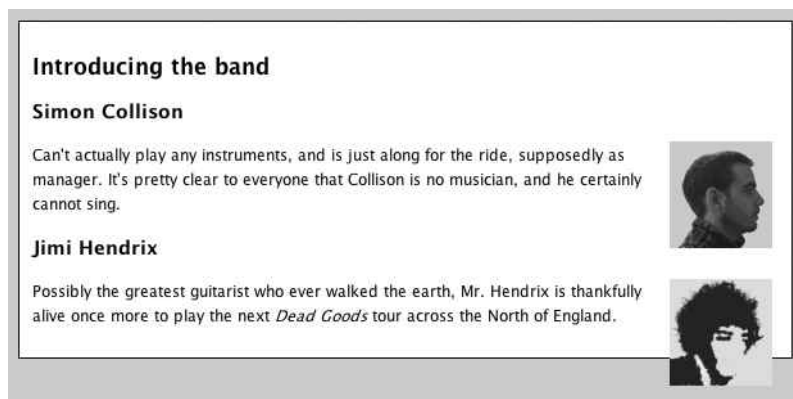 Introducing the band
Simon Collison
Can't actually play any instruments, and is just along for the ride, supposedly as
manager. It's pretty clear to everyone that Collison is no musician, and he certainly
cannot sing.
Jimi Hendrix
Possibly the greatest guitarist who ever walked the earth, Mr. Hendrix is thankfully
alive once more to play the next Dead Goods tour across the North of England.